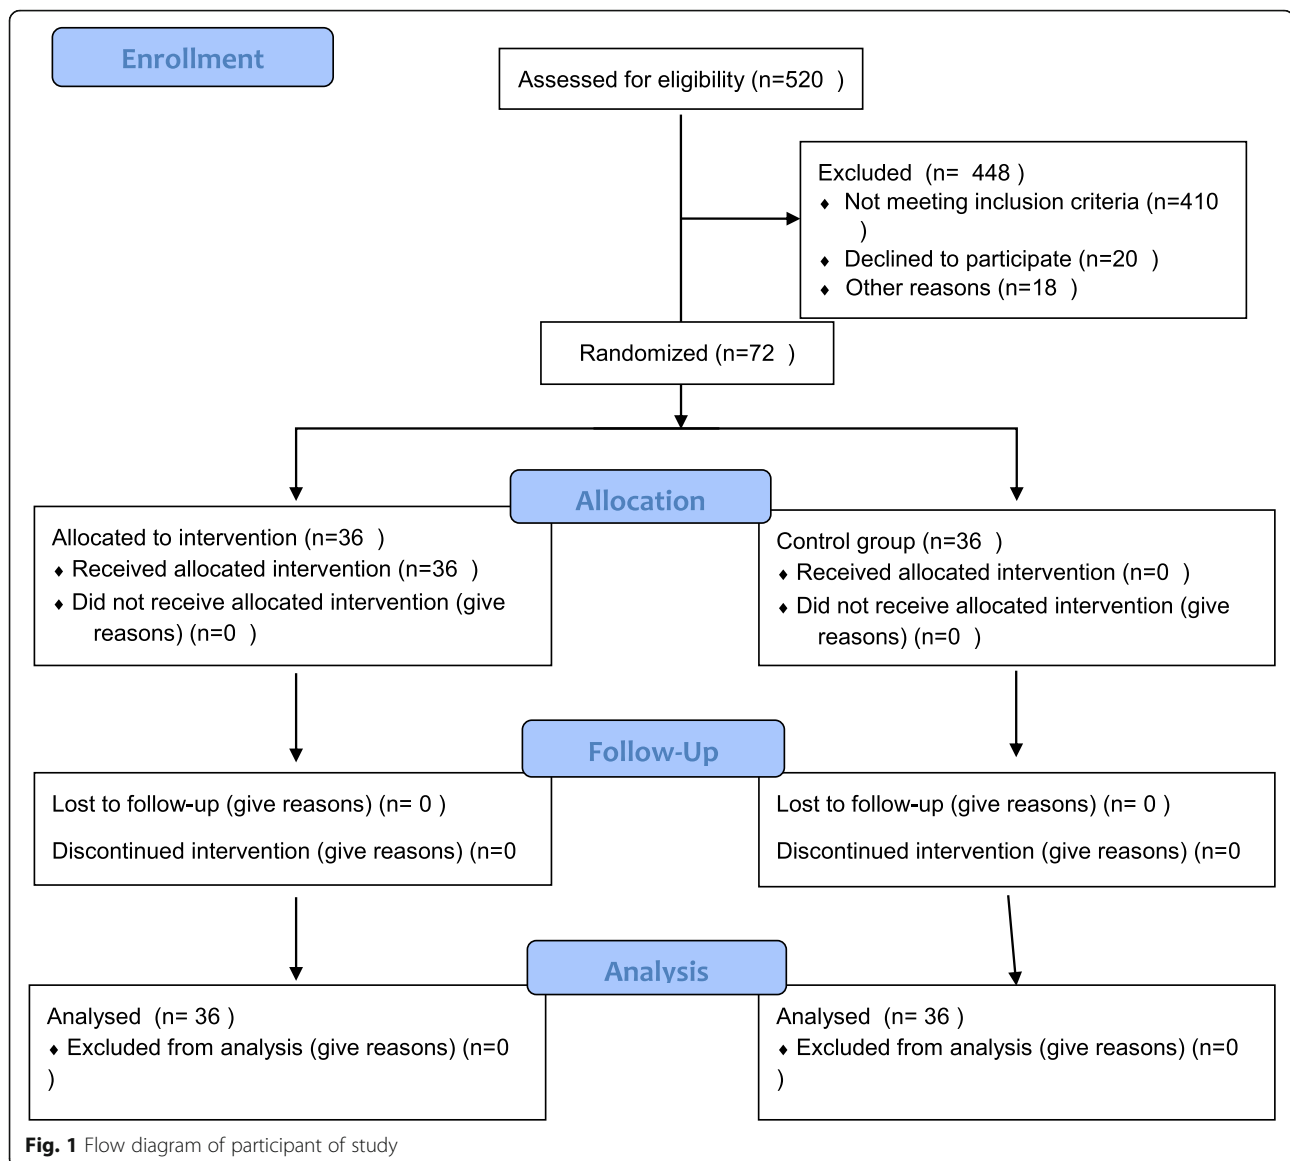 Enrollment
Assessed for eligibility (n=520 )
Excluded (n= 448 )
♦ Not meeting inclusion criteria (n=410
)
♦ Declined to participate (n=20 )
♦ Other reasons (n=18 )
Randomized (n=72 )
Allocation
Allocated to intervention (n=36 )
♦ Received allocated intervention (n=36 )
♦ Did not receive allocated intervention (give
reasons) (n=0 )
Control group (n=36 )
♦ Received allocated intervention (n=0 )
♦ Did not receive allocated intervention (give
reasons) (n=0 )
Follow-Up
Lost to follow-up (give reasons) (n= 0 )
Discontinued intervention (give reasons) (n=0
Lost to follow-up (give reasons) (n= 0 )
Discontinued intervention (give reasons) (n=0
Analysis
Analysed (n= 36 )
♦ Excluded from analysis (give reasons) (n=0
)
Analysed (n= 36 )
♦ Excluded from analysis (give reasons) (n=0
)
Fig. 1 Flow diagram of participant of study